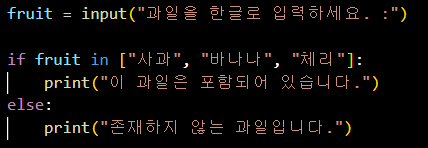 fruit = input("과일을 한글로 입력하세요. :")
if fruit in ["사과", "바나나", "체리"]:
    print("이 과일은 포함되어 있습니다.")
else:
    print("존재하지 않는 과일입니다.")